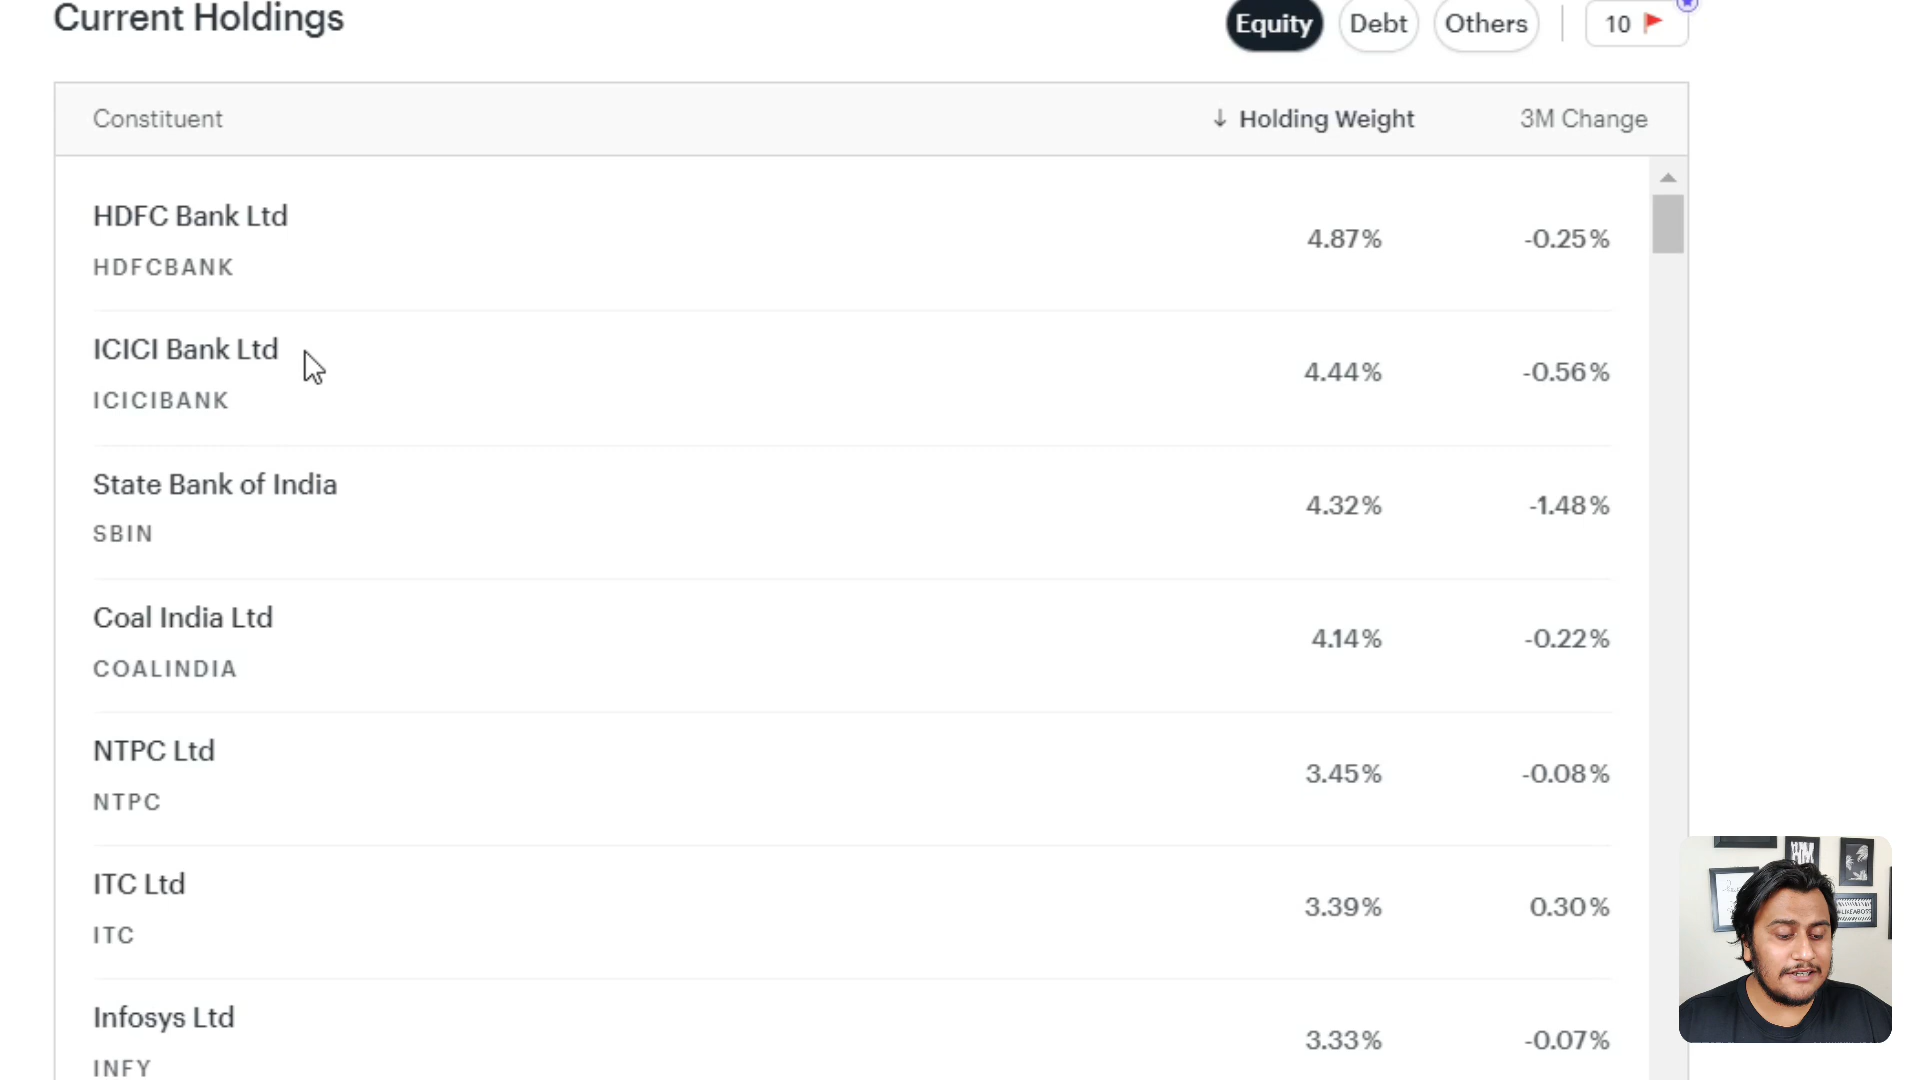 Current Holdings
Equity Debt Others 10
Constituent ↓ Holding Weight 3M Change
HDFC Bank Ltd
HDFCBANK
4.87% -0.25%
ICICI Bank Ltd
ICICIBANK
4.44% -0.56%
State Bank of India
SBIN
4.32% -1.48%
Coal India Ltd
COALINDIA
4.14% -0.22%
NTPC Ltd
NTPC
3.45% -0.08%
ITC Ltd
ITC
3.39% 0.30%
Infosys Ltd
INFY
3.33% -0.07%